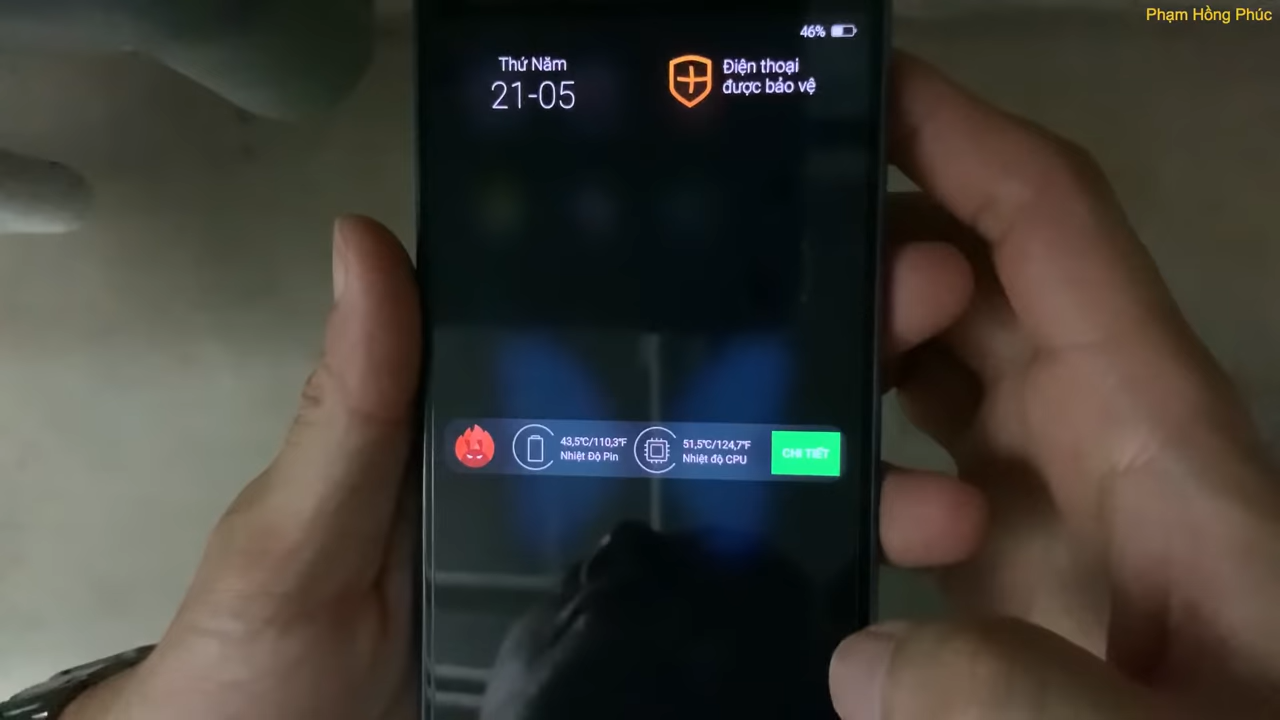 Phạm Hồng Phúc
46%
Thứ Năm
21-05
Điện thoại
được bảo vệ
43,5℃/110,3℉
Nhiệt Độ Pin
51,5℃/124,7℉
Nhiệt độ CPU
CHI TIẾT